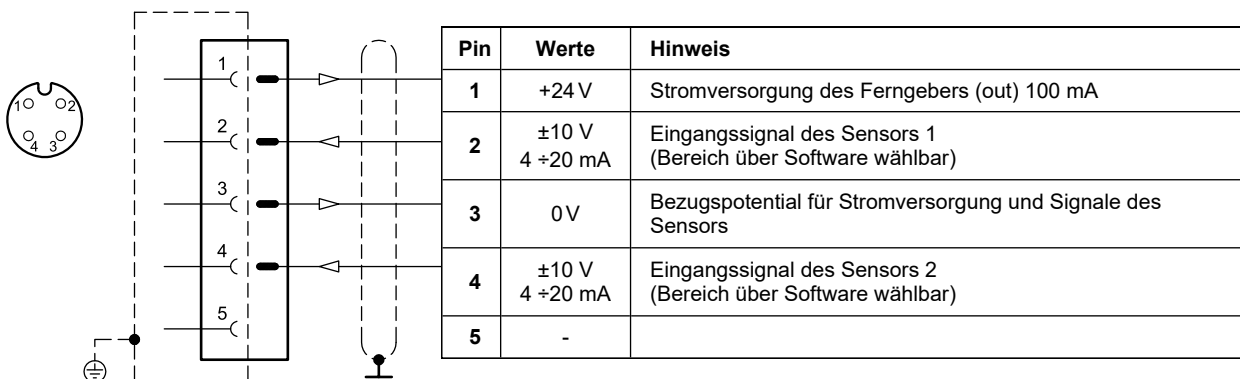 1 2
4 3
1
2
3
4
5
Pin Werte Hinweis
1 +24 V Stromversorgung des Ferngebers (out) 100 mA
2 ±10 V
4 ÷20 mA Eingangssignal des Sensors 1
(Bereich über Software wählbar)
3 0 V Bezugspotential für Stromversorgung und Signale des
Sensors
4 ±10 V
4 ÷20 mA Eingangssignal des Sensors 2
(Bereich über Software wählbar)
5 -